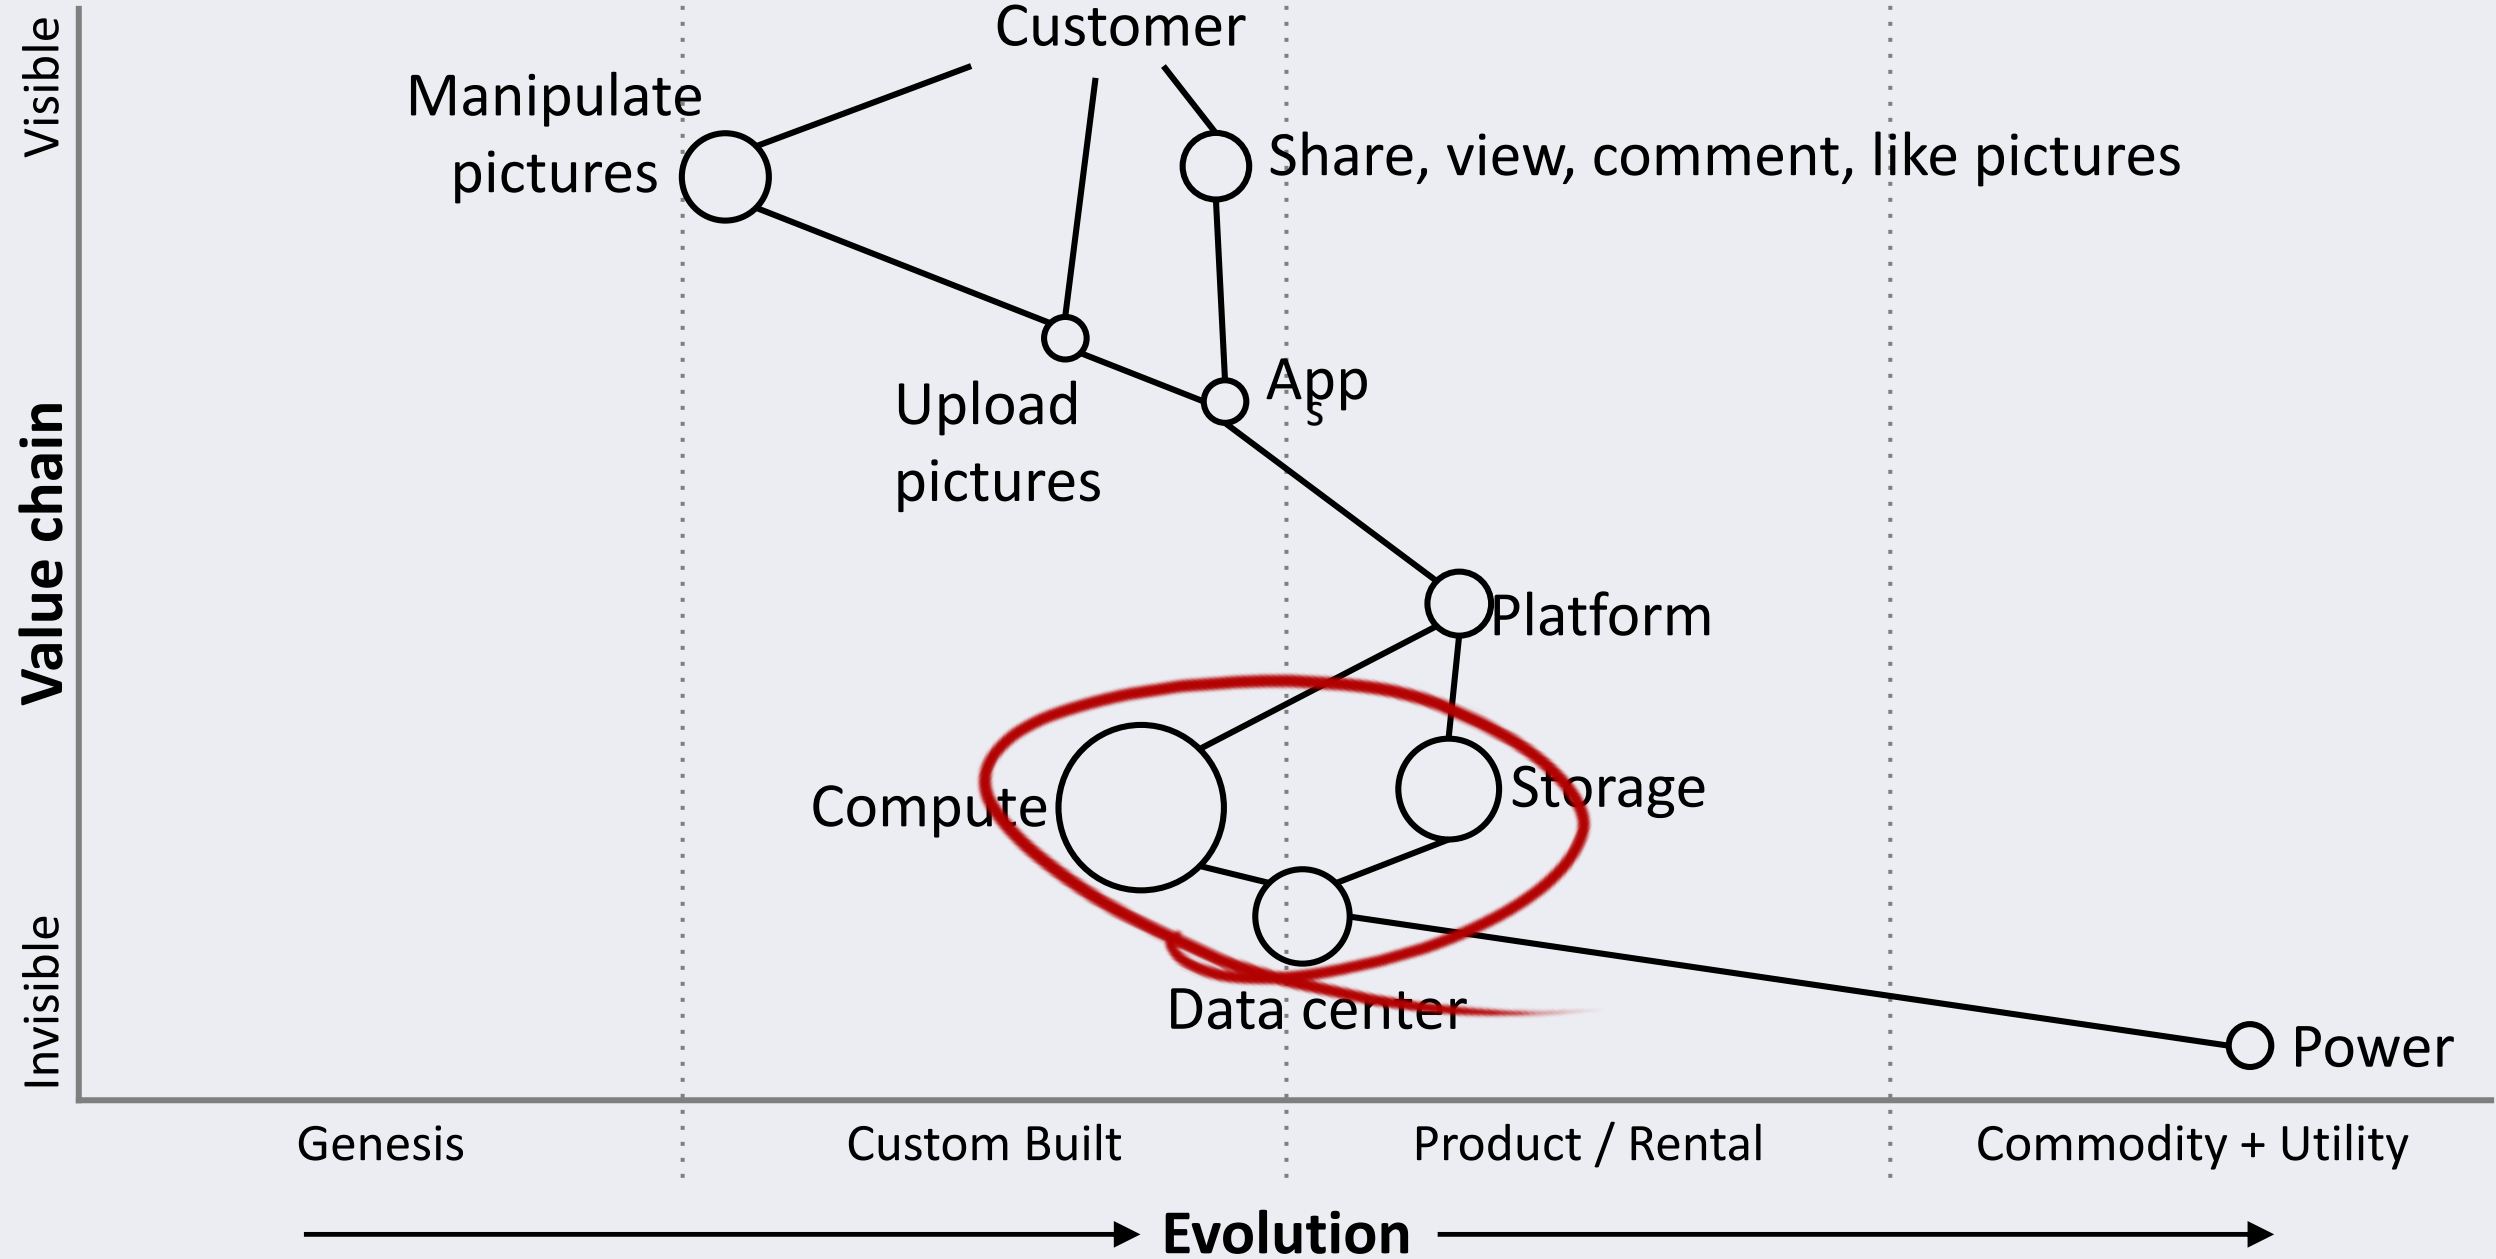 Visible
Value chain
Invisible
Customer
Manipulate
pictures
Share, view, comment, like pictures
App
s
Upload
pictures
Platform
Compute
Storage
Data center
Power
Genesis
Custom Built
Product / Rental
Commodity + Utility
Evolution